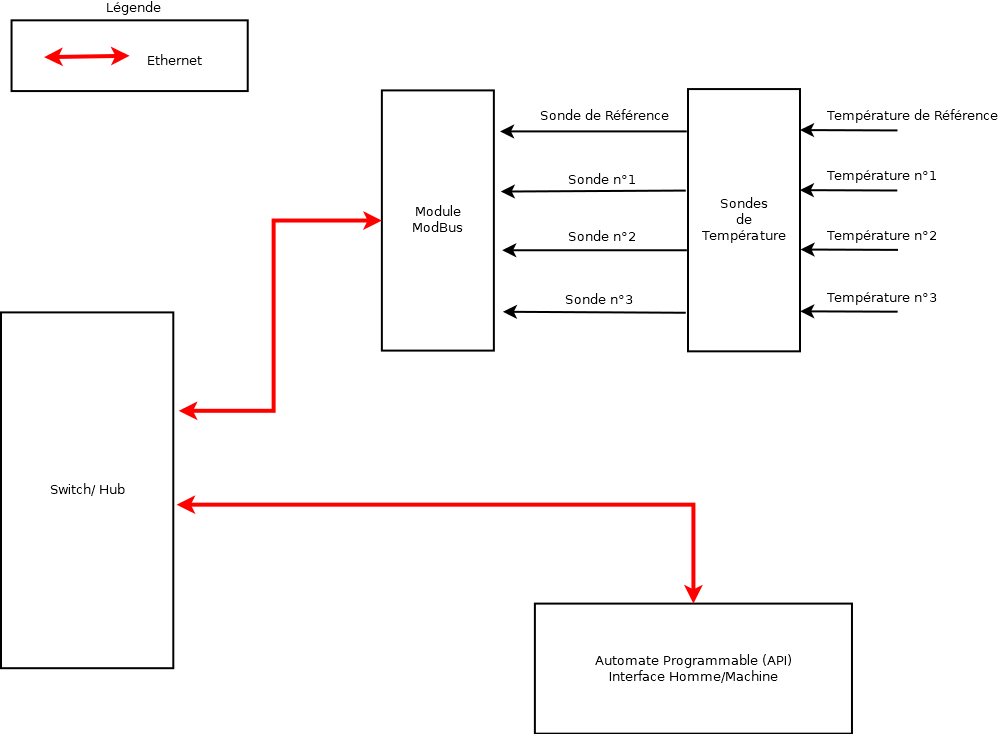 Légende
Ethernet
Sonde de Référence
Température de Référence
Sonde n°1
Température n°1
Module
ModBus
Sondes
de
Température
Sonde n°2
Température n°2
Sonde n°3
Température n°3
Switch/ Hub
Automate Programmable (API)
Interface Homme/Machine